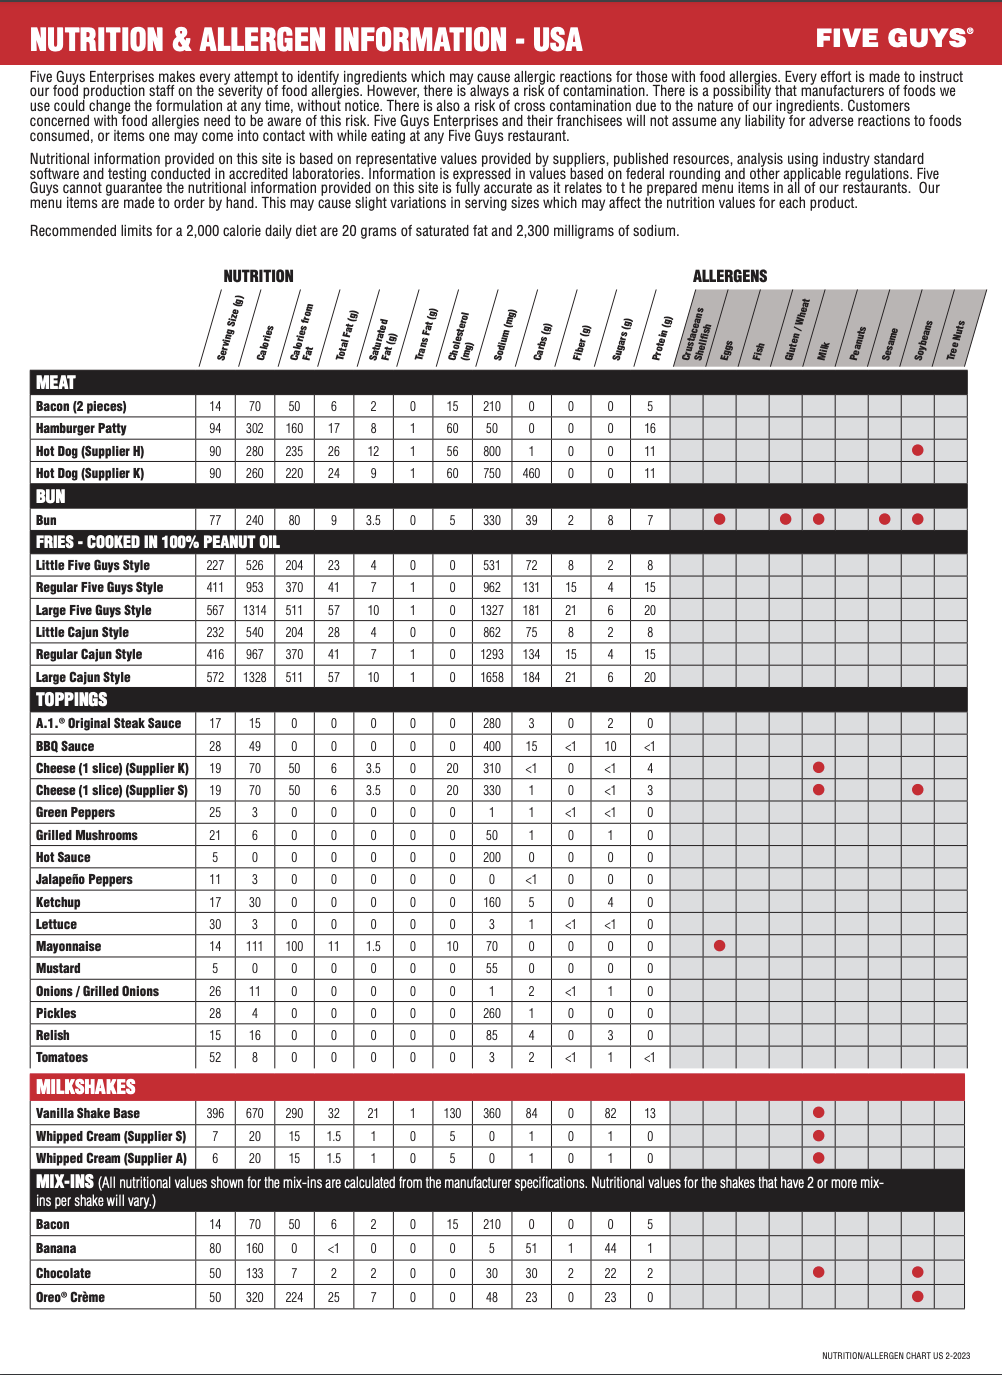 NUTRITION & ALLERGEN INFORMATION - USA
FIVE GUYS®
Five Guys Enterprises makes every attempt to identify ingredients which may cause allergic reactions for those with food allergies. Every effort is made to instruct
our food production staff on the severity of food allergies. However, there is always a risk of contamination. There is a possibility that manufacturers of foods we
use could change the formulation at any time, without notice. There is also a risk of cross contamination due to the nature of our ingredients. Customers
concerned with food allergies need to be aware of this risk. Five Guys Enterprises and their franchisees will not assume any liability for adverse reactions to foods
consumed, or items one may come into contact with while eating at any Five Guys restaurant.
Nutritional information provided on this site is based on representative values provided by suppliers, published resources, analysis using industry standard
software and testing conducted in accredited laboratories. Information is expressed in values based on federal rounding and other applicable regulations. Five
Guys cannot guarantee the nutritional information provided on this site is fully accurate as it relates to t he prepared menu items in all of our restaurants. Our
menu items are made to order by hand. This may cause slight variations in serving sizes which may affect the nutrition values for each product.
Recommended limits for a 2,000 calorie daily diet are 20 grams of saturated fat and 2,300 milligrams of sodium.
NUTRITION ALLERGENS
Serving Size (g)
Calories
Calories from
Fat
Total Fat (g)
Saturated
Fat (g)
Trans Fat (g)
Cholesterol
(mg)
Sodium (mg)
Carbs (g)
Fiber (g)
Sugars (g)
Protein (g)
Crustaceans
Shellfish
Eggs
Fish
Gluten / Wheat
Milk
Peanuts
Sesame
Soybeans
Tree Nuts
MEAT
Bacon (2 pieces) 14 70 50 6 2 0 15 210 0 0 0 5
Hamburger Patty 94 302 160 17 8 1 60 50 0 0 0 16
Hot Dog (Supplier H) 90 280 235 26 12 1 56 800 1 0 0 11
Hot Dog (Supplier K) 90 260 220 24 9 1 60 750 460 0 0 11
BUN
Bun 77 240 80 9 3.5 0 5 330 39 2 8 7
FRIES - COOKED IN 100% PEANUT OIL
Little Five Guys Style 227 526 204 23 4 0 0 531 72 8 2 8
Regular Five Guys Style 411 953 370 41 7 1 0 962 131 15 4 15
Large Five Guys Style 567 1314 511 57 10 1 0 1327 181 21 6 20
Little Cajun Style 232 540 204 28 4 0 0 862 75 8 2 8
Regular Cajun Style 416 967 370 41 7 1 0 1293 134 15 4 15
Large Cajun Style 572 1328 511 57 10 1 0 1658 184 21 6 20
TOPPINGS
A.1.® Original Steak Sauce 17 15 0 0 0 0 0 280 3 0 2 0
BBQ Sauce 28 49 0 0 0 0 0 400 15 <1 10 <1
Cheese (1 slice) (Supplier K) 19 70 50 6 3.5 0 20 310 <1 0 <1 4
Cheese (1 slice) (Supplier S) 19 70 50 6 3.5 0 20 330 1 0 <1 3
Green Peppers 25 3 0 0 0 0 0 1 1 <1 <1 0
Grilled Mushrooms 21 6 0 0 0 0 0 50 1 0 1 0
Hot Sauce 5 0 0 0 0 0 0 200 0 0 0 0
Jalapeño Peppers 11 3 0 0 0 0 0 0 <1 0 0 0
Ketchup 17 30 0 0 0 0 0 160 5 0 4 0
Lettuce 30 3 0 0 0 0 0 3 1 <1 <1 0
Mayonnaise 14 111 100 11 1.5 0 10 70 0 0 0 0
Mustard 5 0 0 0 0 0 0 55 0 0 0 0
Onions / Grilled Onions 26 11 0 0 0 0 0 1 2 <1 1 0
Pickles 28 4 0 0 0 0 0 260 1 0 0 0
Relish 15 16 0 0 0 0 0 85 4 0 3 0
Tomatoes 52 8 0 0 0 0 0 3 2 <1 1 <1
MILKSHAKES
Vanilla Shake Base 396 670 290 32 21 1 130 360 84 0 82 13
Whipped Cream (Supplier S) 7 20 15 1.5 1 0 5 0 1 0 1 0
Whipped Cream (Supplier A) 6 20 15 1.5 1 0 5 0 1 0 1 0
MIX-INS (All nutritional values shown for the mix-ins are calculated from the manufacturer specifications. Nutritional values for the shakes that have 2 or more mix-
ins per shake will vary.)
Bacon 14 70 50 6 2 0 15 210 0 0 0 5
Banana 80 160 0 <1 0 0 0 5 51 1 44 1
Chocolate 50 133 7 2 2 0 0 30 30 2 22 2
Oreo® Crème 50 320 224 25 7 0 0 48 23 0 23 0
NUTRITION/ALLERGEN CHART US 2-2023